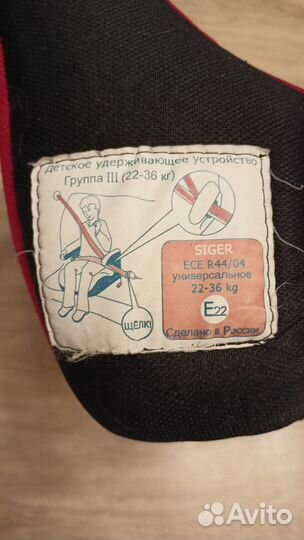 Детское удерживающее устройство
Группа III (22-36 кг)
SIGER
ECE R44/04
универсальное
22-36 kg
E22
Сделано в России
ЩЁЛК!
Avito